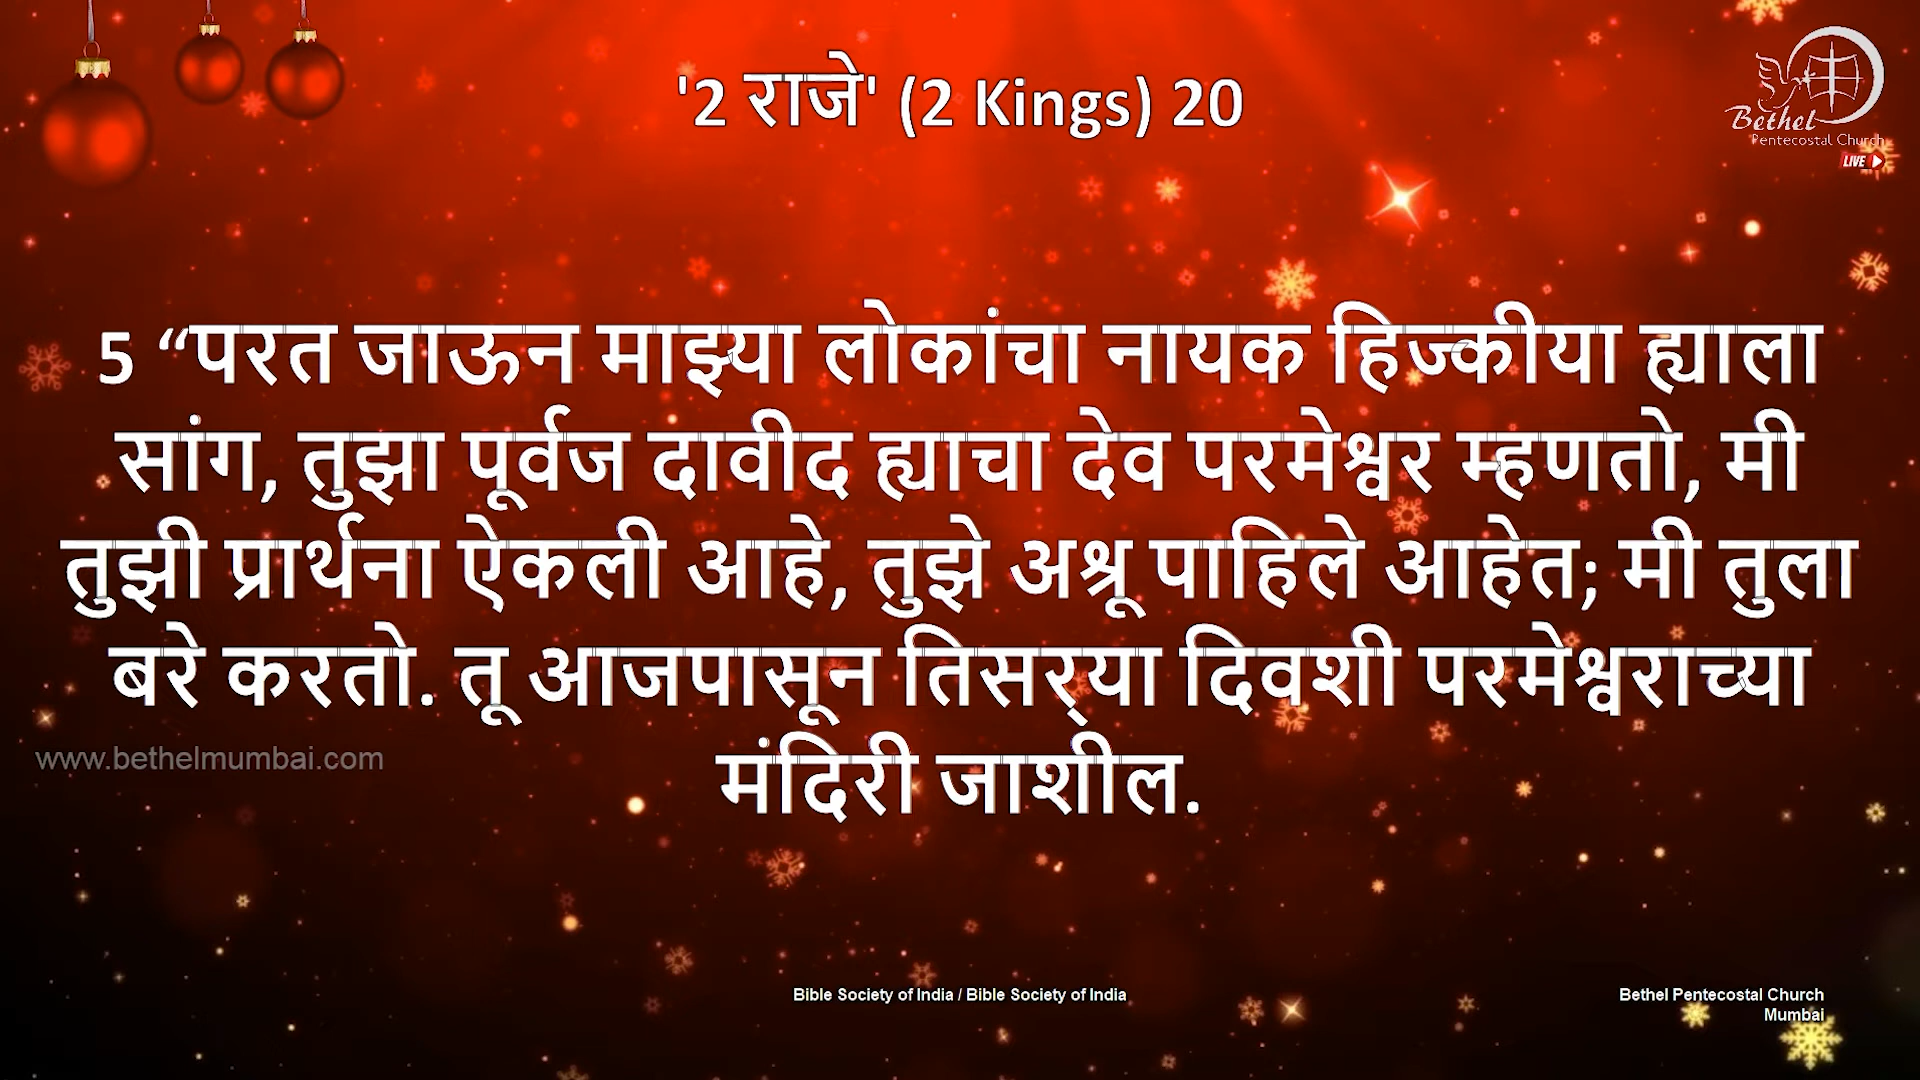 '2 राजे' (2 Kings) 20
Bethel
Pentecostal Church
LIVE
5 “परत जाऊन माझ्या लोकांचा नायक हिज्कीया ह्याला
सांग, तुझा पूर्वज दावीद ह्याचा देव परमेश्वर म्हणतो, मी
तुझी प्रार्थना ऐकली आहे, तुझे अश्रू पाहिले आहेत; मी तुला
बरे करतो. तू आजपासून तिसर्‍या दिवशी परमेश्वराच्या
मंदिरी जाशील.
www.bethelmumbai.com
Bible Society of India / Bible Society of India
Bethel Pentecostal Church
Mumbai